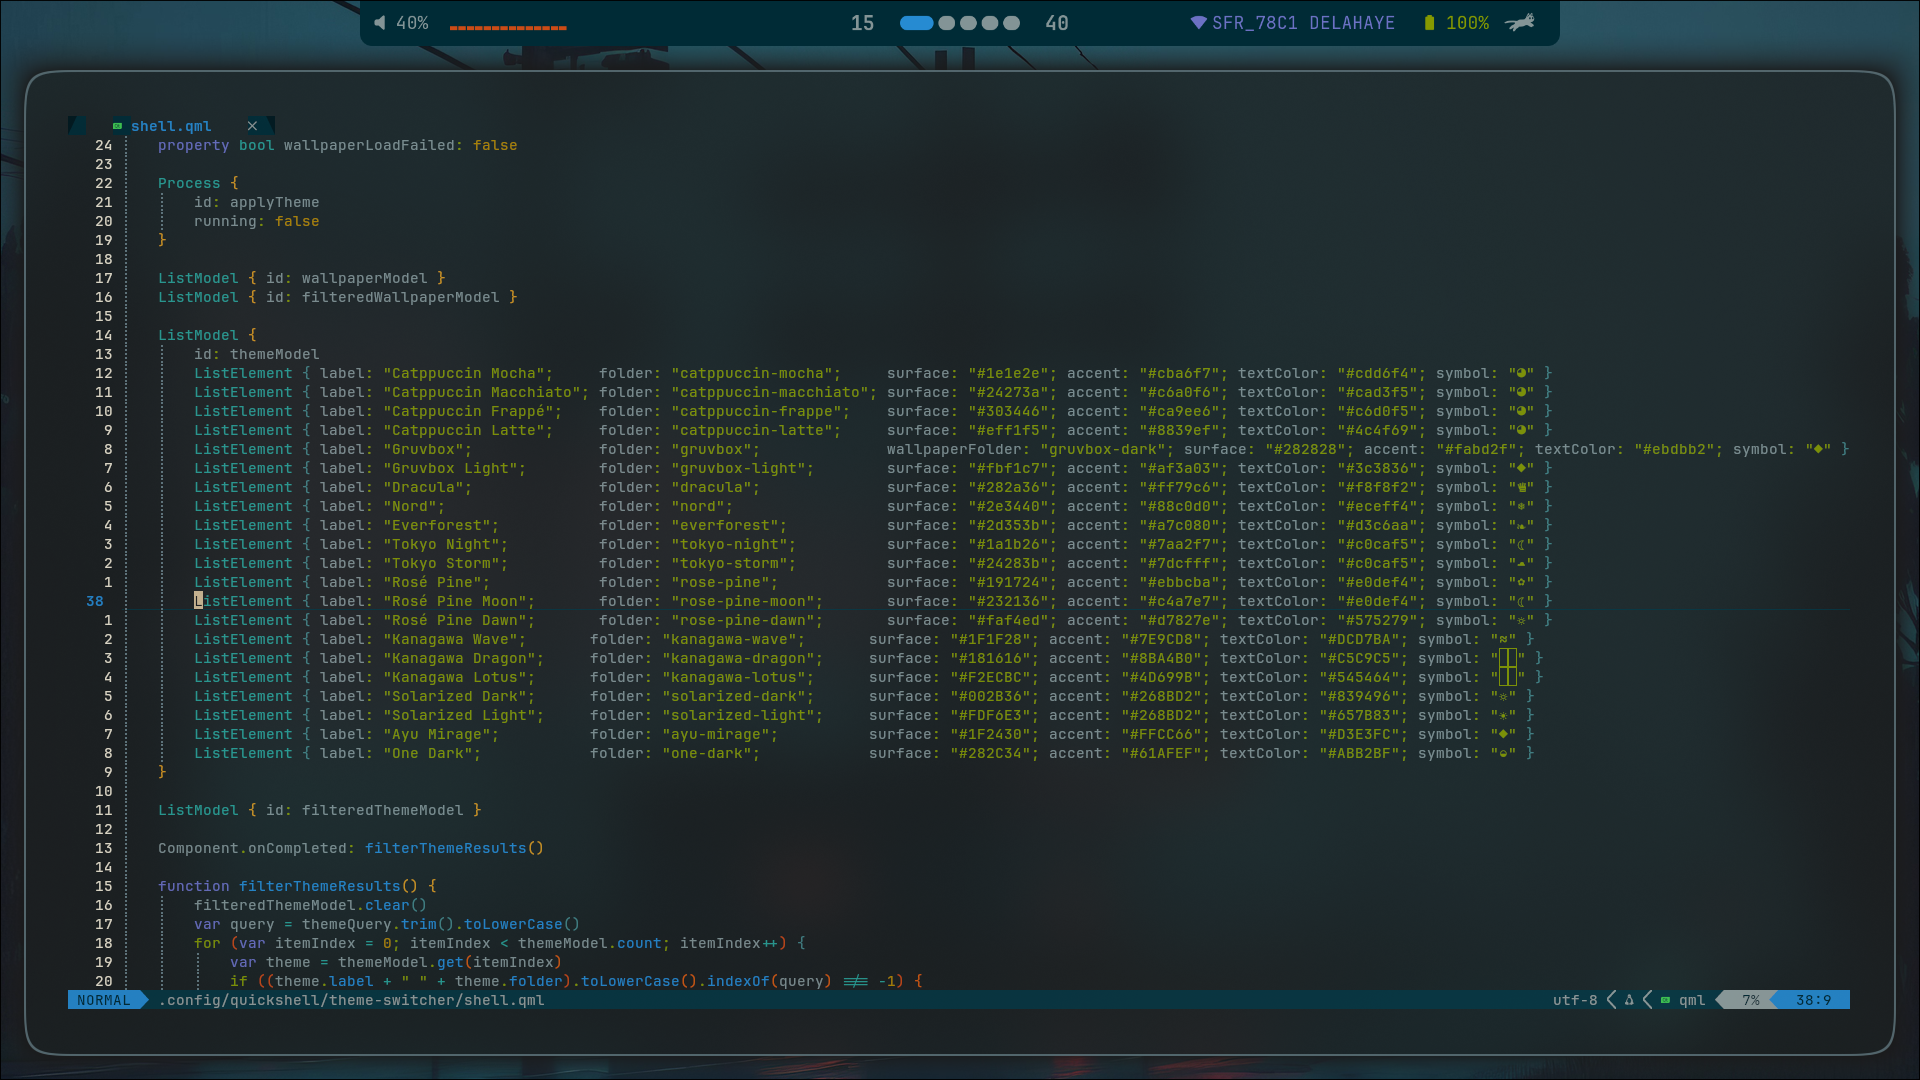 40% 15 40 SFR_78C1 DELAHAYE 100%
shell.qml ×
24 property bool wallpaperLoadFailed: false
23
22 Process {
21 id: applyTheme
20 running: false
19 }
18
17 ListModel { id: wallpaperModel }
16 ListModel { id: filteredWallpaperModel }
15
14 ListModel {
13 id: themeModel
12 ListElement { label: "Catppuccin Mocha"; folder: "catppuccin-mocha"; surface: "#1e1e2e"; accent: "#cba6f7"; textColor: "#cdd6f4"; symbol: "◕" }
11 ListElement { label: "Catppuccin Macchiato"; folder: "catppuccin-macchiato"; surface: "#24273a"; accent: "#c6a0f6"; textColor: "#cad3f5"; symbol: "◕" }
10 ListElement { label: "Catppuccin Frappé"; folder: "catppuccin-frappe"; surface: "#303446"; accent: "#ca9ee6"; textColor: "#c6d0f5"; symbol: "◕" }
9 ListElement { label: "Catppuccin Latte"; folder: "catppuccin-latte"; surface: "#eff1f5"; accent: "#8839ef"; textColor: "#4c4f69"; symbol: "◕" }
8 ListElement { label: "Gruvbox"; folder: "gruvbox"; wallpaperFolder: "gruvbox-dark"; surface: "#282828"; accent: "#fabd2f"; textColor: "#ebdbb2"; symbol: "◆" }
7 ListElement { label: "Gruvbox Light"; folder: "gruvbox-light"; surface: "#fbf1c7"; accent: "#af3a03"; textColor: "#3c3836"; symbol: "◆" }
6 ListElement { label: "Dracula"; folder: "dracula"; surface: "#282a36"; accent: "#ff79c6"; textColor: "#f8f8f2"; symbol: "♛" }
5 ListElement { label: "Nord"; folder: "nord"; surface: "#2e3440"; accent: "#88c0d0"; textColor: "#eceff4"; symbol: "❄" }
4 ListElement { label: "Everforest"; folder: "everforest"; surface: "#2d353b"; accent: "#a7c080"; textColor: "#d3c6aa"; symbol: "❧" }
3 ListElement { label: "Tokyo Night"; folder: "tokyo-night"; surface: "#1a1b26"; accent: "#7aa2f7"; textColor: "#c0caf5"; symbol: "☾" }
2 ListElement { label: "Tokyo Storm"; folder: "tokyo-storm"; surface: "#24283b"; accent: "#7dcfff"; textColor: "#c0caf5"; symbol: "☁" }
1 ListElement { label: "Rosé Pine"; folder: "rose-pine"; surface: "#191724"; accent: "#ebbcba"; textColor: "#e0def4"; symbol: "✿" }
38 ListElement { label: "Rosé Pine Moon"; folder: "rose-pine-moon"; surface: "#232136"; accent: "#c4a7e7"; textColor: "#e0def4"; symbol: "☾" }
1 ListElement { label: "Rosé Pine Dawn"; folder: "rose-pine-dawn"; surface: "#faf4ed"; accent: "#d7827e"; textColor: "#575279"; symbol: "☼" }
2 ListElement { label: "Kanagawa Wave"; folder: "kanagawa-wave"; surface: "#1F1F28"; accent: "#7E9CD8"; textColor: "#DCD7BA"; symbol: "≈" }
3 ListElement { label: "Kanagawa Dragon"; folder: "kanagawa-dragon"; surface: "#181616"; accent: "#8BA4B0"; textColor: "#C5C9C5"; symbol: "" }
4 ListElement { label: "Kanagawa Lotus"; folder: "kanagawa-lotus"; surface: "#F2ECBC"; accent: "#4D699B"; textColor: "#545464"; symbol: "" }
5 ListElement { label: "Solarized Dark"; folder: "solarized-dark"; surface: "#002B36"; accent: "#268BD2"; textColor: "#839496"; symbol: "☼" }
6 ListElement { label: "Solarized Light"; folder: "solarized-light"; surface: "#FDF6E3"; accent: "#268BD2"; textColor: "#657B83"; symbol: "☀" }
7 ListElement { label: "Ayu Mirage"; folder: "ayu-mirage"; surface: "#1F2430"; accent: "#FFCC66"; textColor: "#D3E3FC"; symbol: "◆" }
8 ListElement { label: "One Dark"; folder: "one-dark"; surface: "#282C34"; accent: "#61AFEF"; textColor: "#ABB2BF"; symbol: "◒" }
9 }
10
11 ListModel { id: filteredThemeModel }
12
13 Component.onCompleted: filterThemeResults()
14
15 function filterThemeResults() {
16 filteredThemeModel.clear()
17 var query = themeQuery.trim().toLowerCase()
18 for (var itemIndex = 0; itemIndex < themeModel.count; itemIndex++) {
19 var theme = themeModel.get(itemIndex)
20 if ((theme.label + " " + theme.folder).toLowerCase().indexOf(query) !== -1) {
NORMAL .config/quickshell/theme-switcher/shell.qml utf-8 qml 7% 38:9